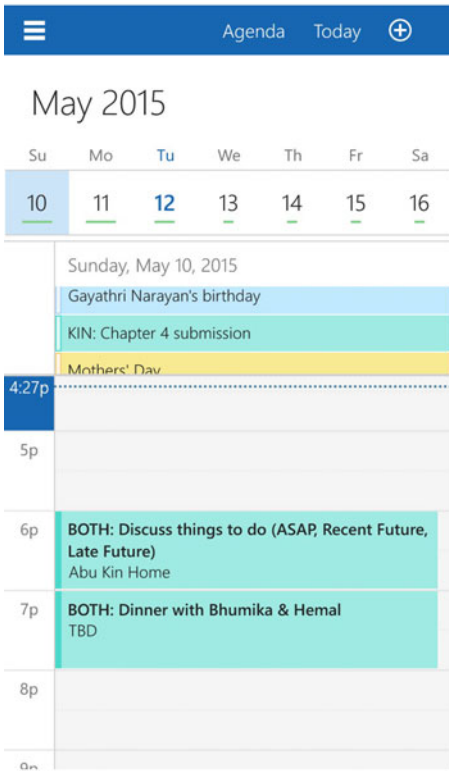 Agenda Today
May 2015
Su Mo Tu We Th Fr Sa
10 11 12 13 14 15 16
Sunday, May 10, 2015
Gayathri Narayan's birthday
KIN: Chapter 4 submission
Mothers' Day
4:27p
5p
6p
BOTH: Discuss things to do (ASAP, Recent Future,
Late Future)
Abu Kin Home
7p
BOTH: Dinner with Bhumika & Hemal
TBD
8p
9p